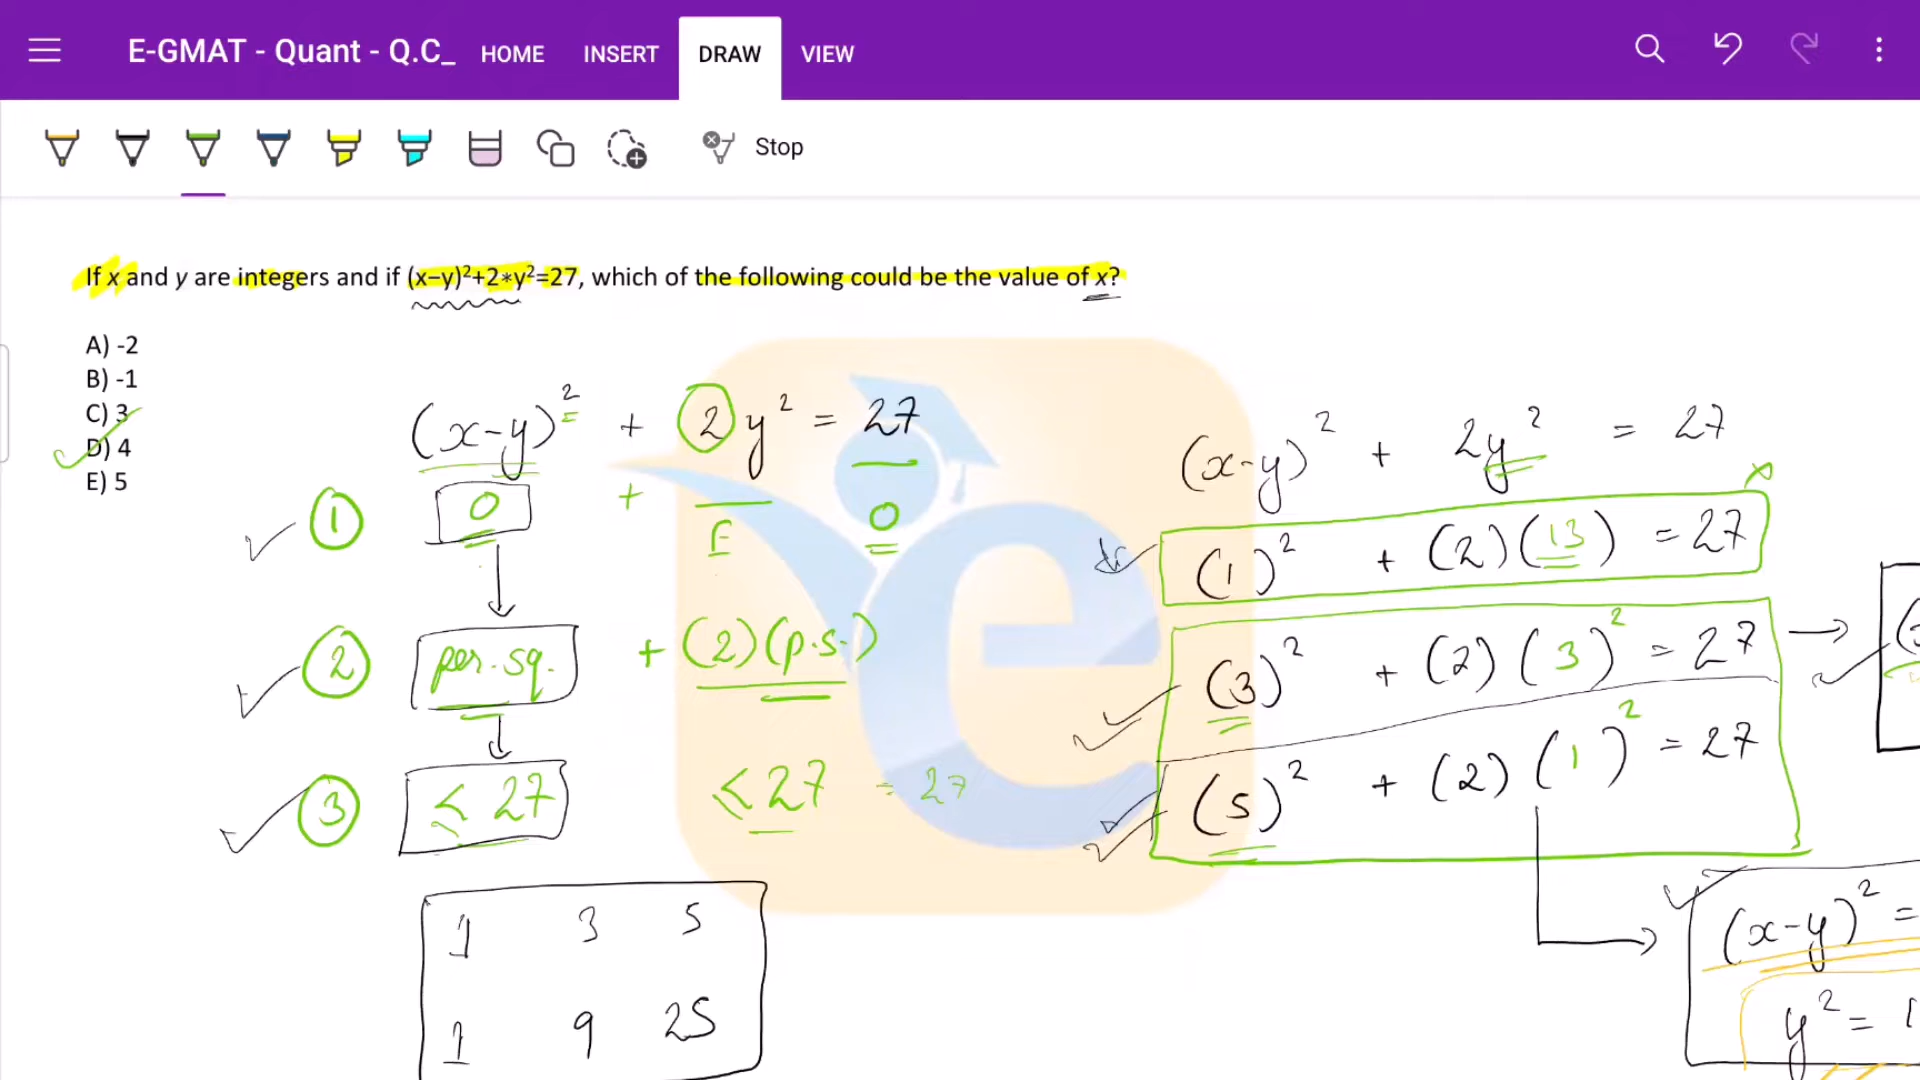 E-GMAT - Quant - Q.C_ HOME INSERT DRAW VIEW
Stop
If x and y are integers and if (x−y)²+2*y²=27, which of the following could be the value of x?
A) -2
B) -1
C) 3
D) 4
E) 5
(x-y)² + 2y² = 27
① O + E O
② per. sq. + (2)(p.s.)
③ ≤ 27 ≤ 27 = 27
1 3 5
1 9 25
(x-y)² + 2y² = 27
(1)² + (2)(13) = 27
(3)² + (2)(3)² = 27
(5)² + (2)(1)² = 27
(x-y)² =
y² = 1